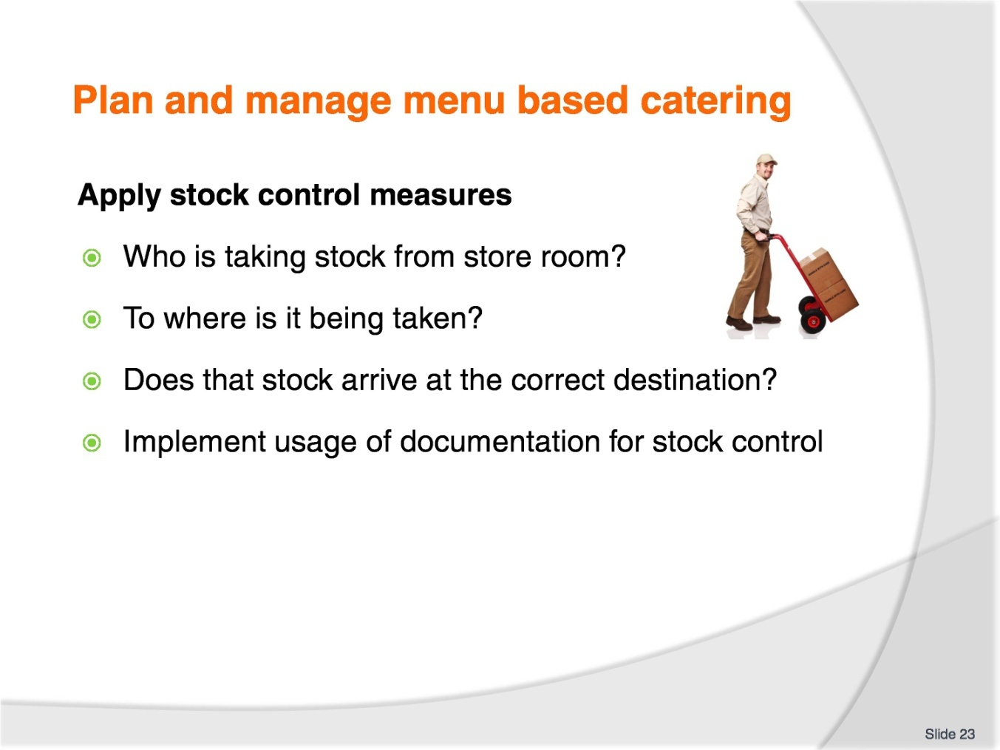 Plan and manage menu based catering
Apply stock control measures
Who is taking stock from store room?
To where is it being taken?
Does that stock arrive at the correct destination?
Implement usage of documentation for stock control
Slide 23